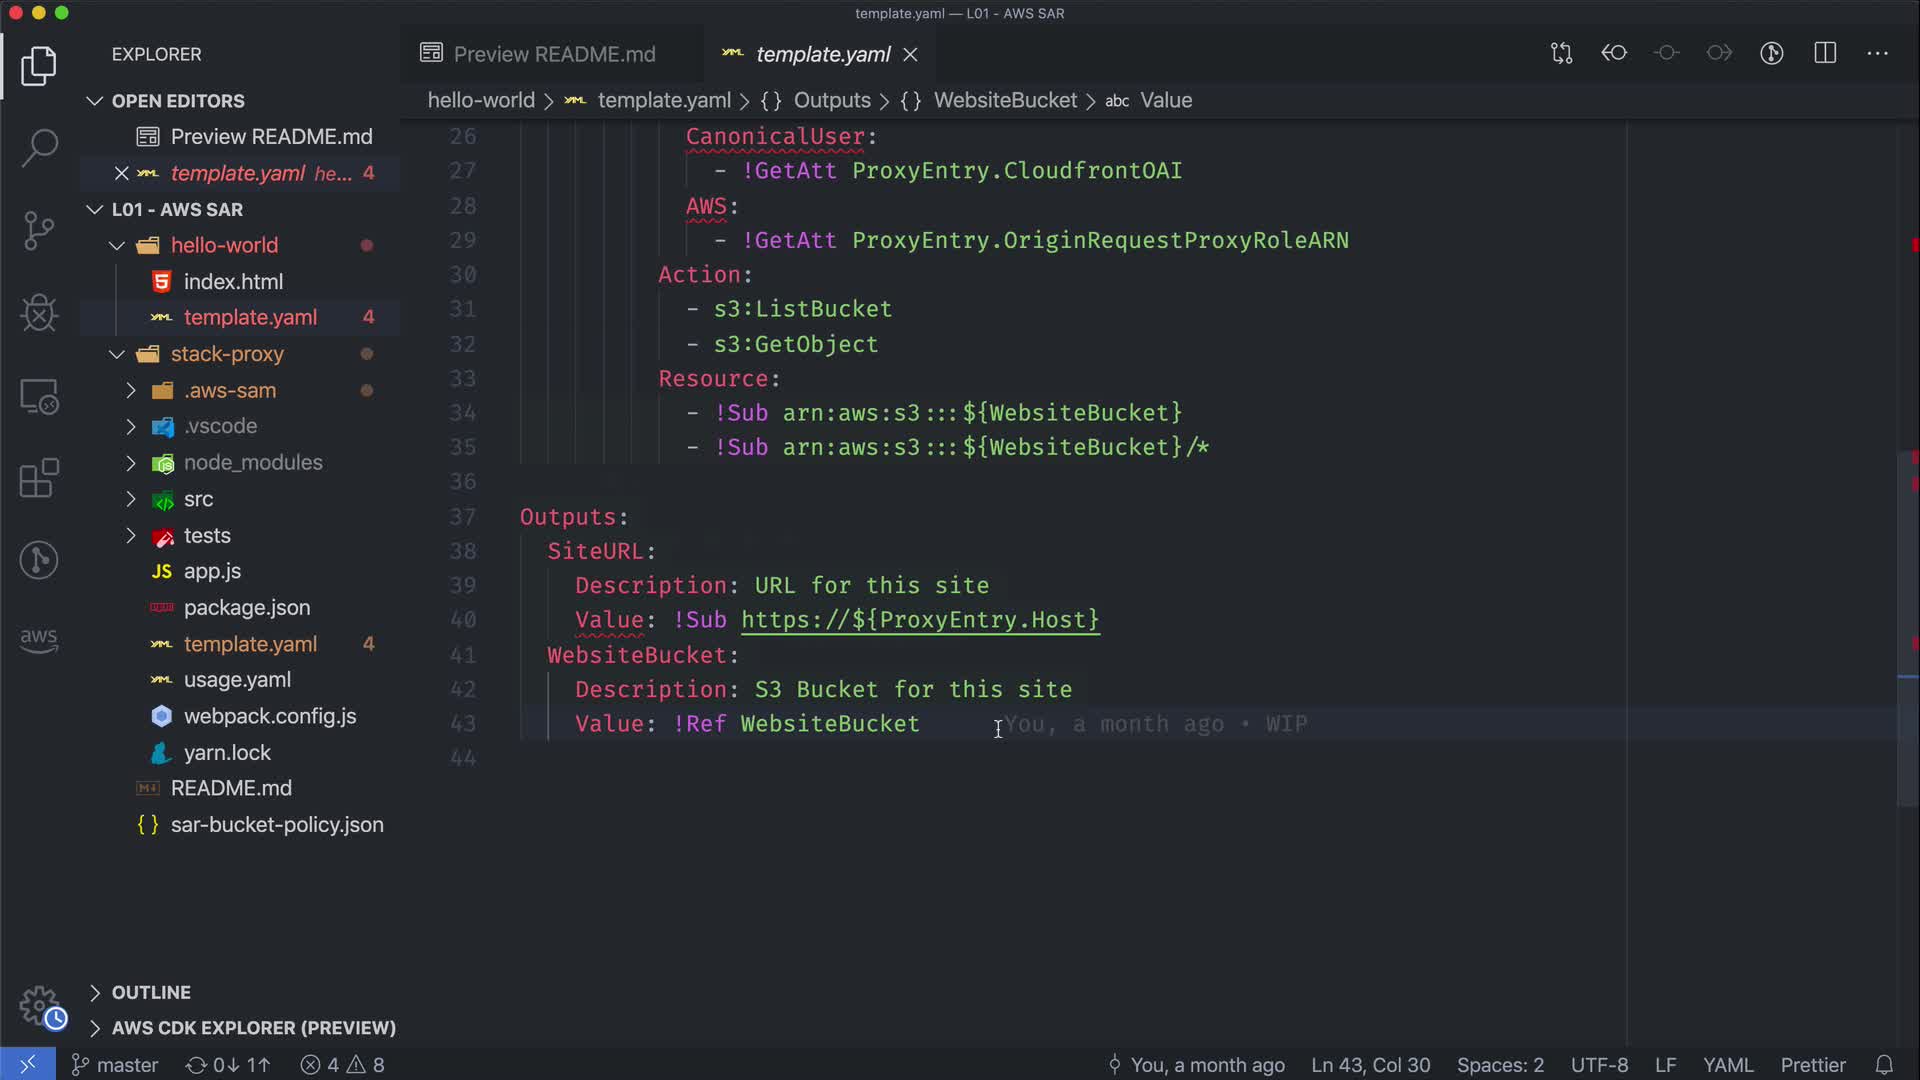 template.yaml — L01 - AWS SAR
EXPLORER
Preview README.md
template.yaml
OPEN EDITORS
Preview README.md
template.yaml he... 4
L01 - AWS SAR
hello-world
index.html
template.yaml 4
stack-proxy
.aws-sam
.vscode
node_modules
src
tests
JS app.js
package.json
template.yaml 4
usage.yaml
webpack.config.js
yarn.lock
README.md
{ } sar-bucket-policy.json
OUTLINE
AWS CDK EXPLORER (PREVIEW)
aws
hello-world > template.yaml > {} Outputs > {} WebsiteBucket > abc Value
26 CanonicalUser:
27 - !GetAtt ProxyEntry.CloudfrontOAI
28 AWS:
29 - !GetAtt ProxyEntry.OriginRequestProxyRoleARN
30 Action:
31 - s3:ListBucket
32 - s3:GetObject
33 Resource:
34 - !Sub arn:aws:s3:::${WebsiteBucket}
35 - !Sub arn:aws:s3:::${WebsiteBucket}/*
36
37 Outputs:
38 SiteURL:
39 Description: URL for this site
40 Value: !Sub https://${ProxyEntry.Host}
41 WebsiteBucket:
42 Description: S3 Bucket for this site
43 Value: !Ref WebsiteBucket You, a month ago • WIP
44
master 0↓ 1↑ 4 8 You, a month ago Ln 43, Col 30 Spaces: 2 UTF-8 LF YAML Prettier